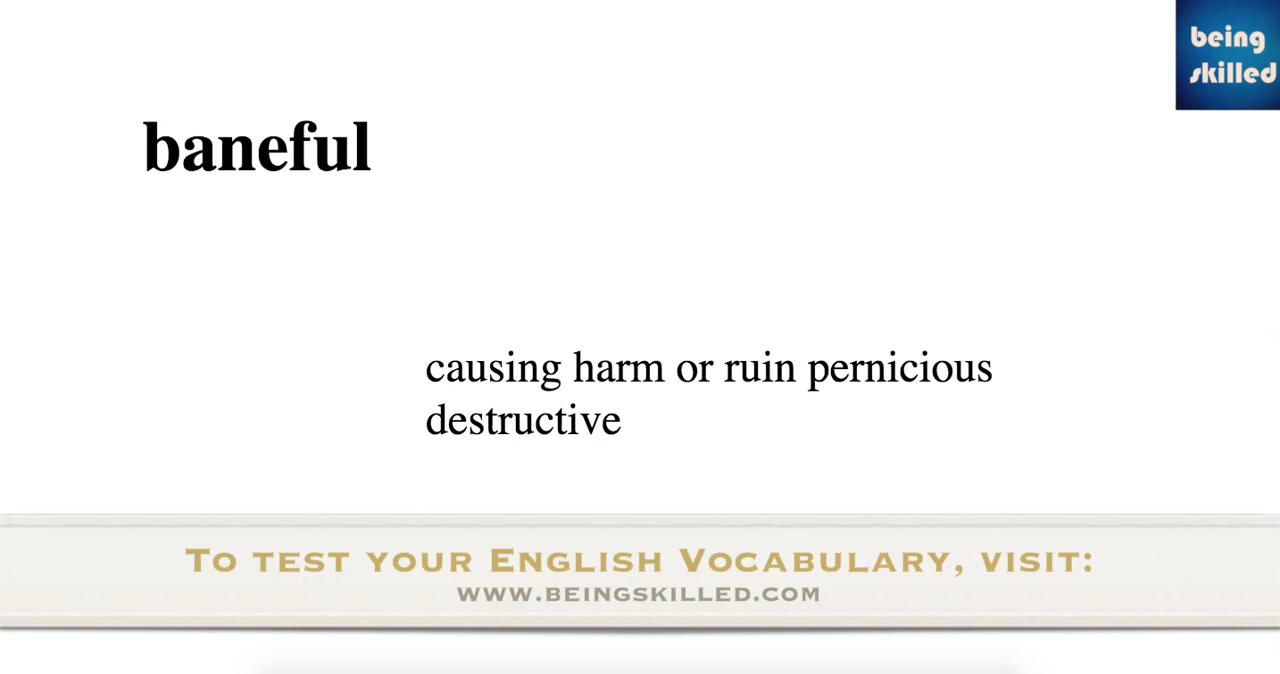 being
skilled
baneful
causing harm or ruin pernicious
destructive
To test your English Vocabulary, visit:
www.beingskilled.com